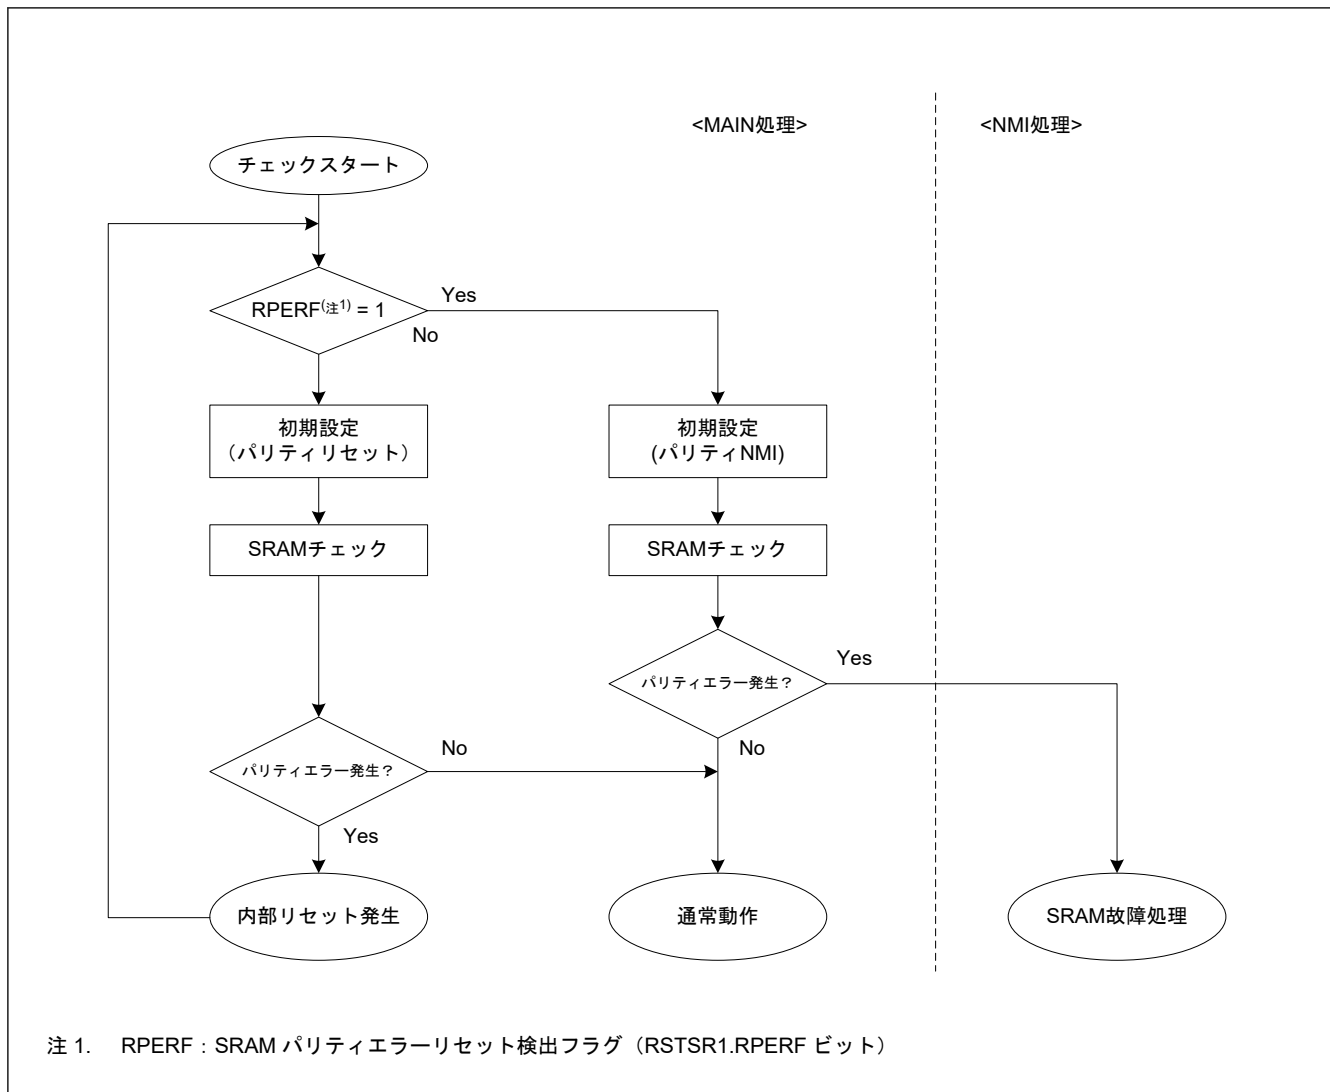 <MAIN処理>
<NMI処理>
チェックスタート
RPERF(注1) = 1
Yes
No
初期設定
（パリティリセット）
初期設定
(パリティNMI)
SRAMチェック
SRAMチェック
パリティエラー発生？
Yes
No
パリティエラー発生？
No
Yes
内部リセット発生
通常動作
SRAM故障処理
注 1. RPERF：SRAM パリティエラーリセット検出フラグ（RSTSR1.RPERF ビット）